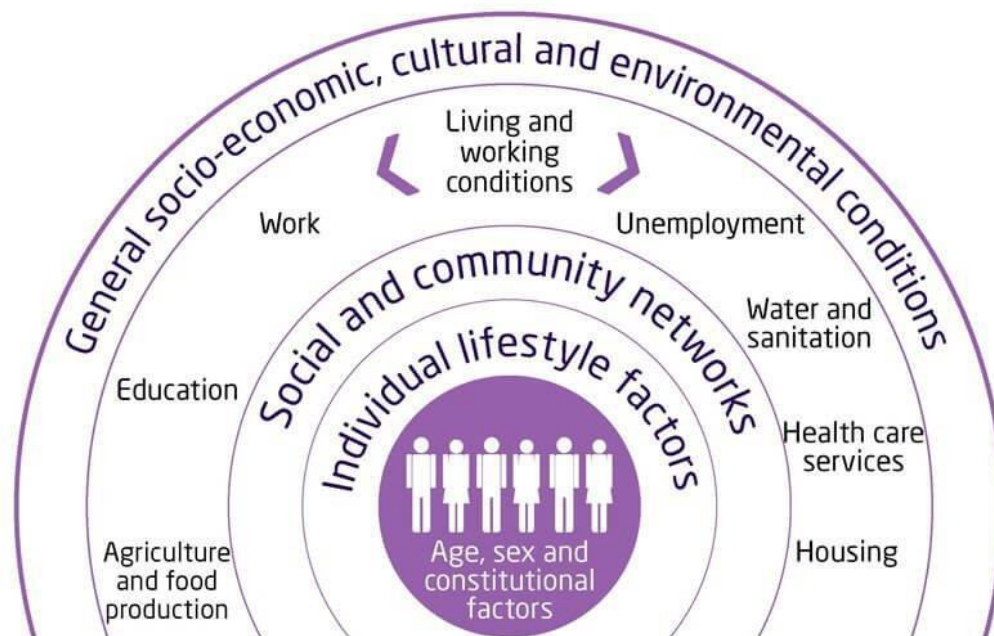 General socio-economic, cultural and environmental conditions
Living and
working
conditions
Work
Unemployment
Social and community networks
Water and
sanitation
Individual lifestyle factors
Education
Health care
services
Age, sex and
constitutional
factors
Agriculture
and food
production
Housing